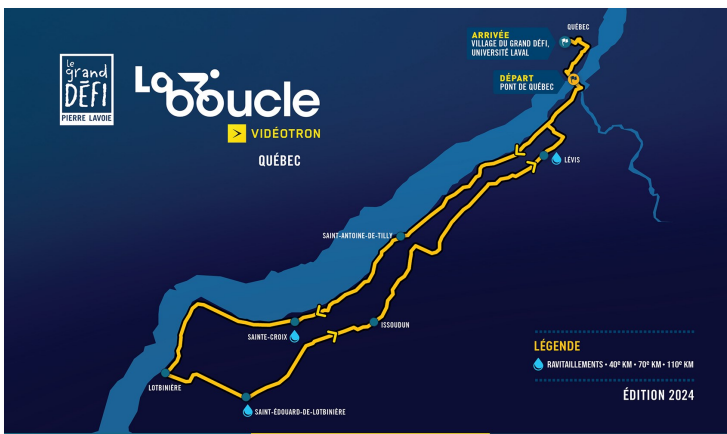 le
grand
DÉFI
PIERRE LAVOIE
La
boucle
VIDÉOTRON
QUÉBEC
QUÉBEC
ARRIVÉE
VILLAGE DU GRAND DÉFI,
UNIVERSITÉ LAVAL
DÉPART
PONT DE QUÉBEC
LÉVIS
SAINT-ANTOINE-DE-TILLY
SAINTE-CROIX
ISSOUDUN
LOTBINIÈRE
SAINT-ÉDOUARD-DE-LOTBINIÈRE
LÉGENDE
RAVITAILLEMENTS • 40ᵉ KM • 70ᵉ KM • 110ᵉ KM
ÉDITION 2024